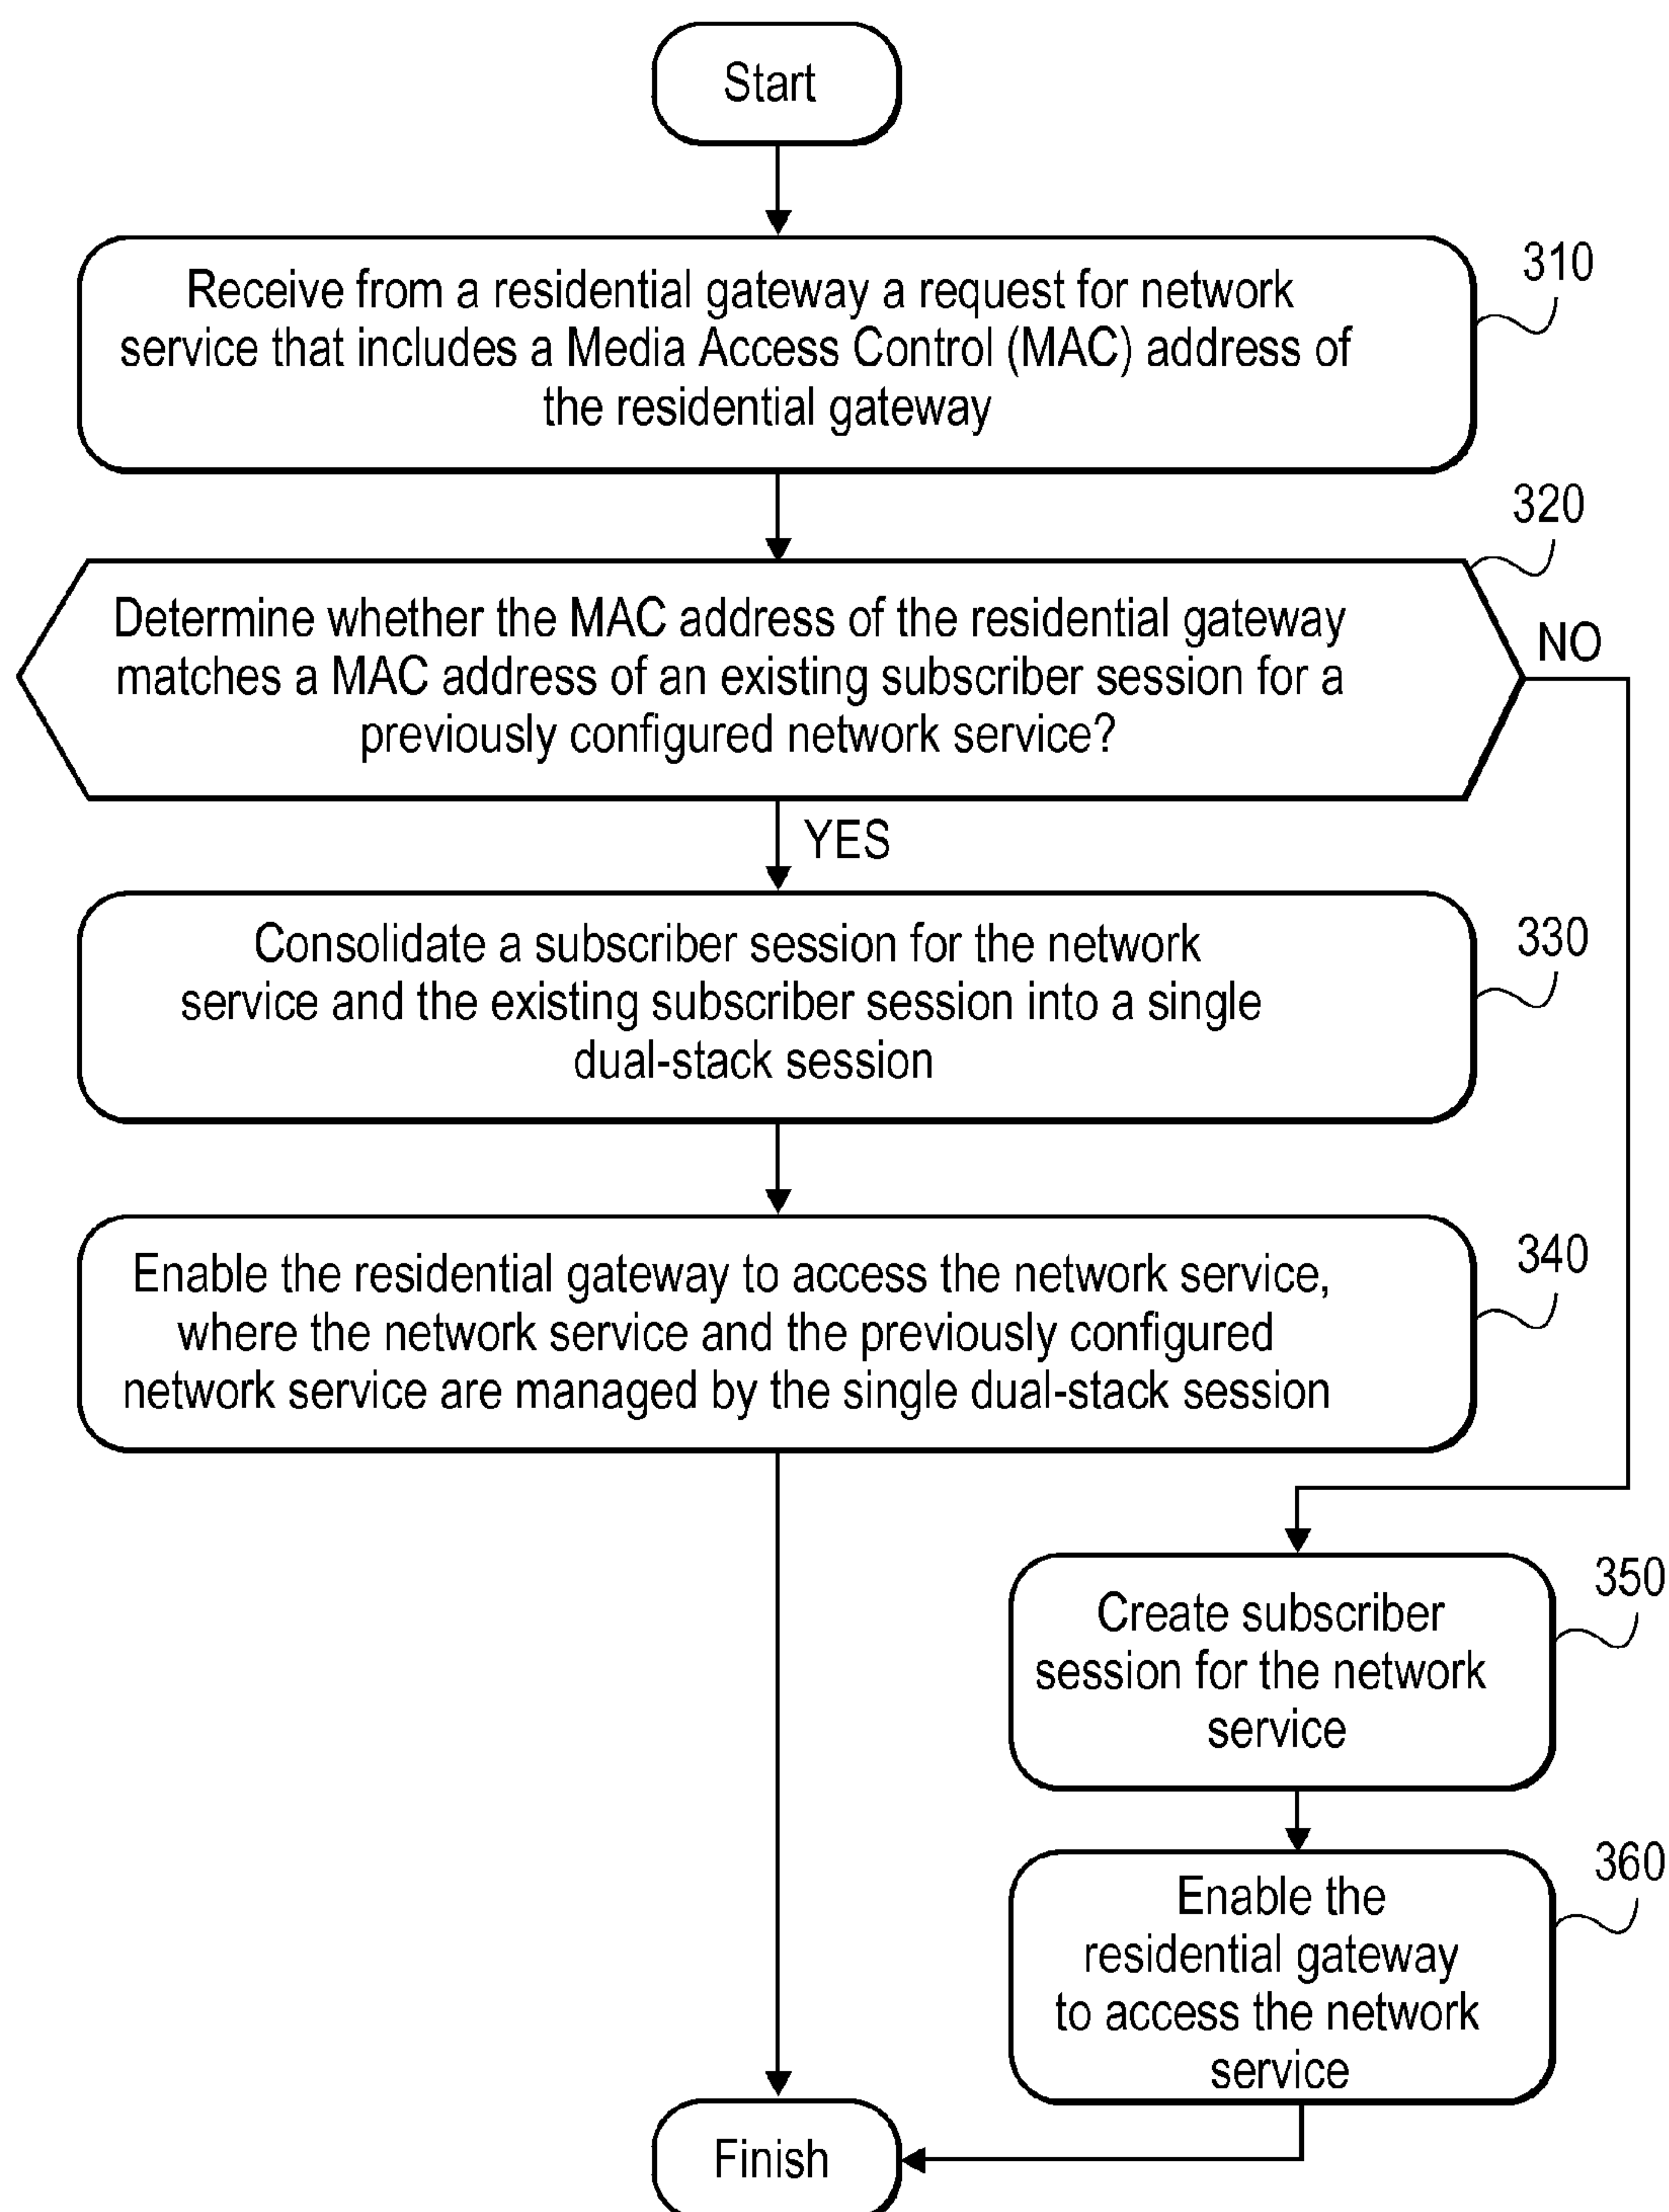 Start
Receive from a residential gateway a request for network
service that includes a Media Access Control (MAC) address of
the residential gateway
310
320
Determine whether the MAC address of the residential gateway
matches a MAC address of an existing subscriber session for a
previously configured network service?
NO
YES
Consolidate a subscriber session for the network
service and the existing subscriber session into a single
dual-stack session
330
Enable the residential gateway to access the network service,
where the network service and the previously configured
network service are managed by the single dual-stack session
340
Create subscriber
session for the network
service
350
Enable the
residential gateway
to access the network
service
360
Finish